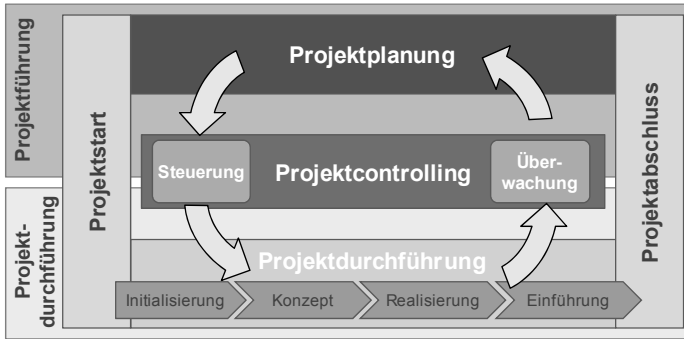 Projektführung
Projekt-
durchführung
Projektstart
Projektplanung
Steuerung
Projektcontrolling
Über-
wachung
Projektdurchführung
Initialisierung
Konzept
Realisierung
Einführung
Projektabschluss